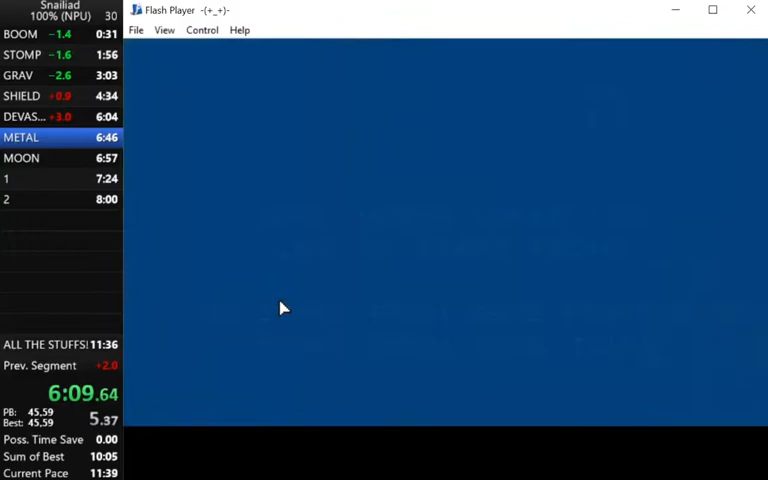 Snailiad
100% (NPU) 30
BOOM −1.4 0:31
STOMP −1.6 1:56
GRAV −2.6 3:03
SHIELD +0.9 4:34
DEVAS... +3.0 6:04
METAL 6:46
MOON 6:57
1 7:24
2 8:00
ALL THE STUFFS! 11:36
Prev. Segment +2.0
6:09.64
PB: 45.59
Best: 45.59 5.37
Poss. Time Save 0.00
Sum of Best 10:05
Current Pace 11:39
Flash Player -(+_+)-
File View Control Help